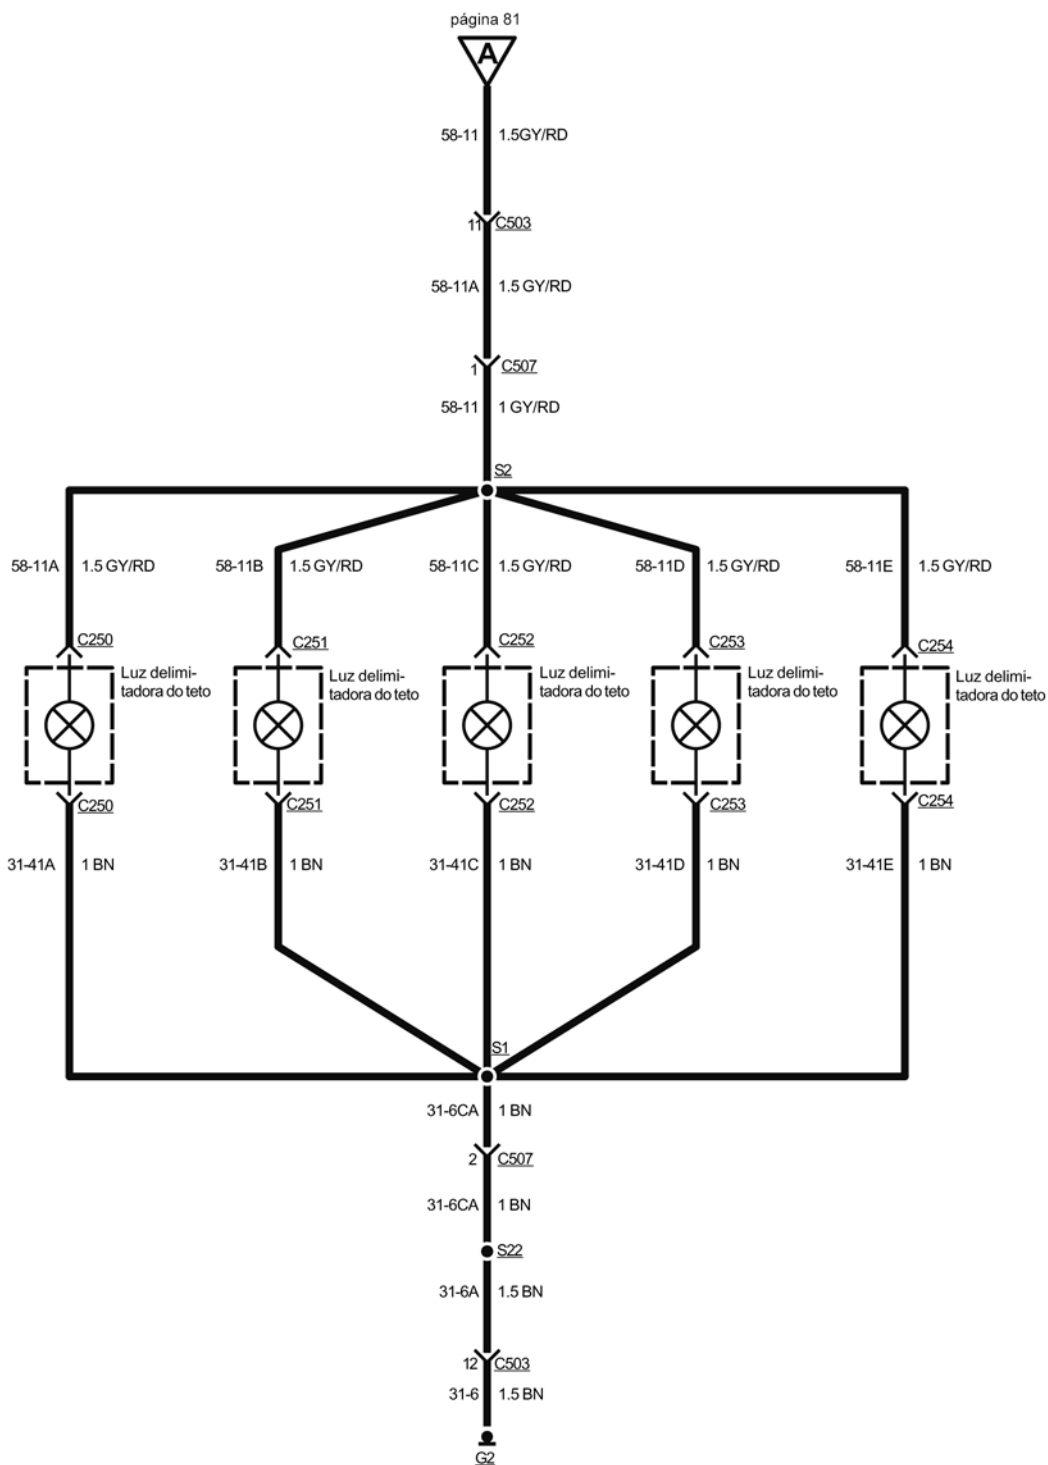 página 81
A
58-11 1.5GY/RD
11 C503
58-11A 1.5 GY/RD
1 C507
58-11 1 GY/RD
S2
58-11A 1.5 GY/RD 58-11B 1.5 GY/RD 58-11C 1.5 GY/RD 58-11D 1.5 GY/RD 58-11E 1.5 GY/RD
C250 C251 C252 C253 C254
Luz delimi- Luz delimi- Luz delimi- Luz delimi- Luz delimi-
tadora do teto tadora do teto tadora do teto tadora do teto tadora do teto
C250 C251 C252 C253 C254
31-41A 1 BN 31-41B 1 BN 31-41C 1 BN 31-41D 1 BN 31-41E 1 BN
S1
31-6CA 1 BN
2 C507
31-6CA 1 BN
S22
31-6A 1.5 BN
12 C503
31-6 1.5 BN
G2